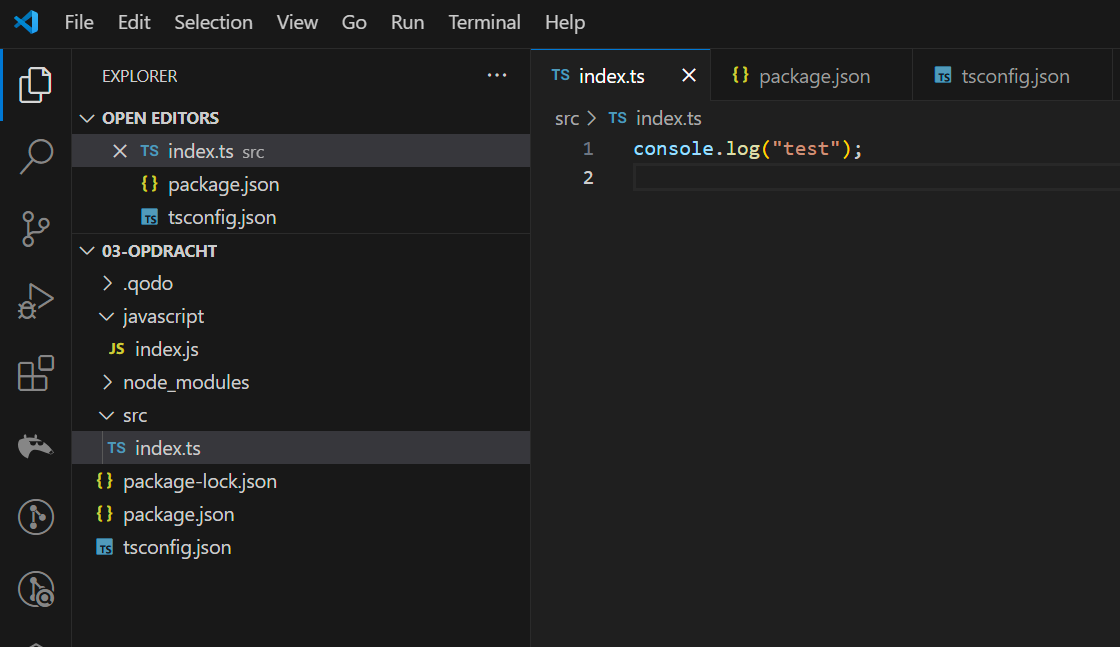 File Edit Selection View Go Run Terminal Help
EXPLORER ...
OPEN EDITORS
TS index.ts src
{} package.json
TS tsconfig.json
03-OPDRACHT
.qodo
javascript
JS index.js
node_modules
src
TS index.ts
{} package-lock.json
{} package.json
TS tsconfig.json
TS index.ts {} package.json TS tsconfig.json
src > TS index.ts
1 console.log("test");
2